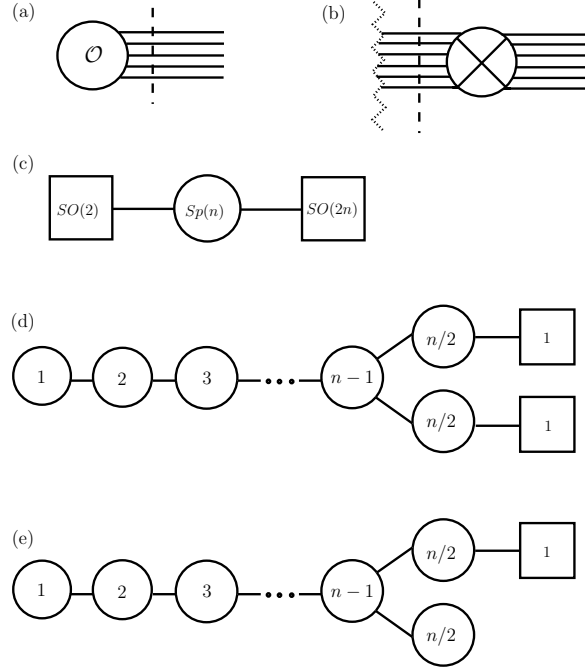 (a)
𝒪
(b)
(c)
SO(2)
Sp(n)
SO(2n)
(d)
1
2
3
n − 1
n/2
1
n/2
1
(e)
1
2
3
n − 1
n/2
1
n/2